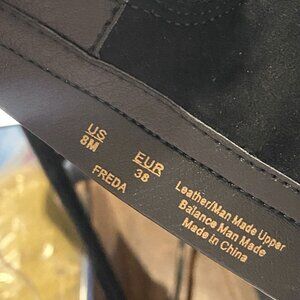 US
8M
EUR
38
FREDA
Leather/Man Made Upper
Balance Man Made
Made in China